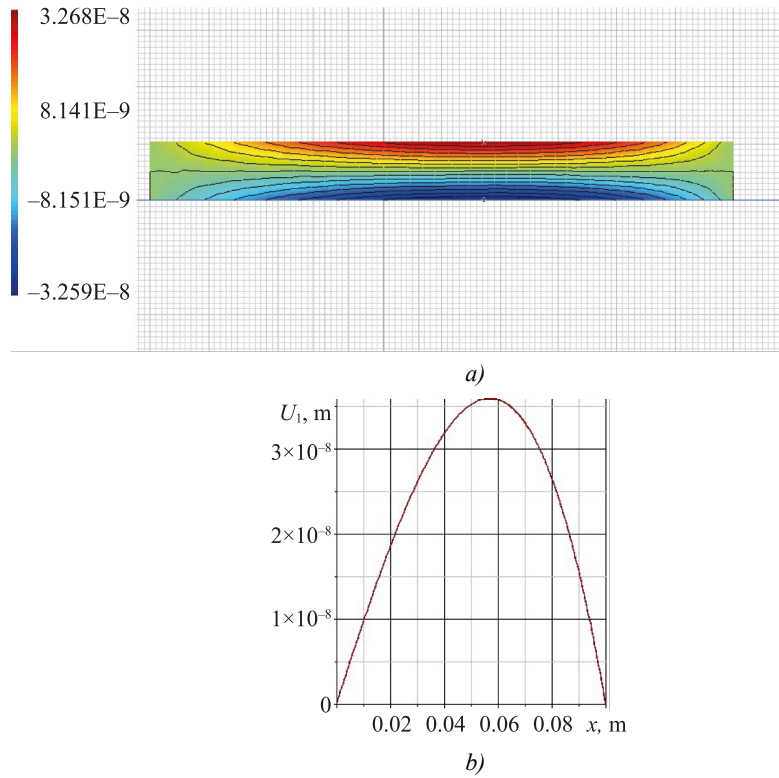 3.268E–8
8.141E–9
–8.151E–9
–3.259E–8
a)
U1, m
3×10–8
2×10–8
1×10–8
0
0.02 0.04 0.06 0.08 x, m
b)